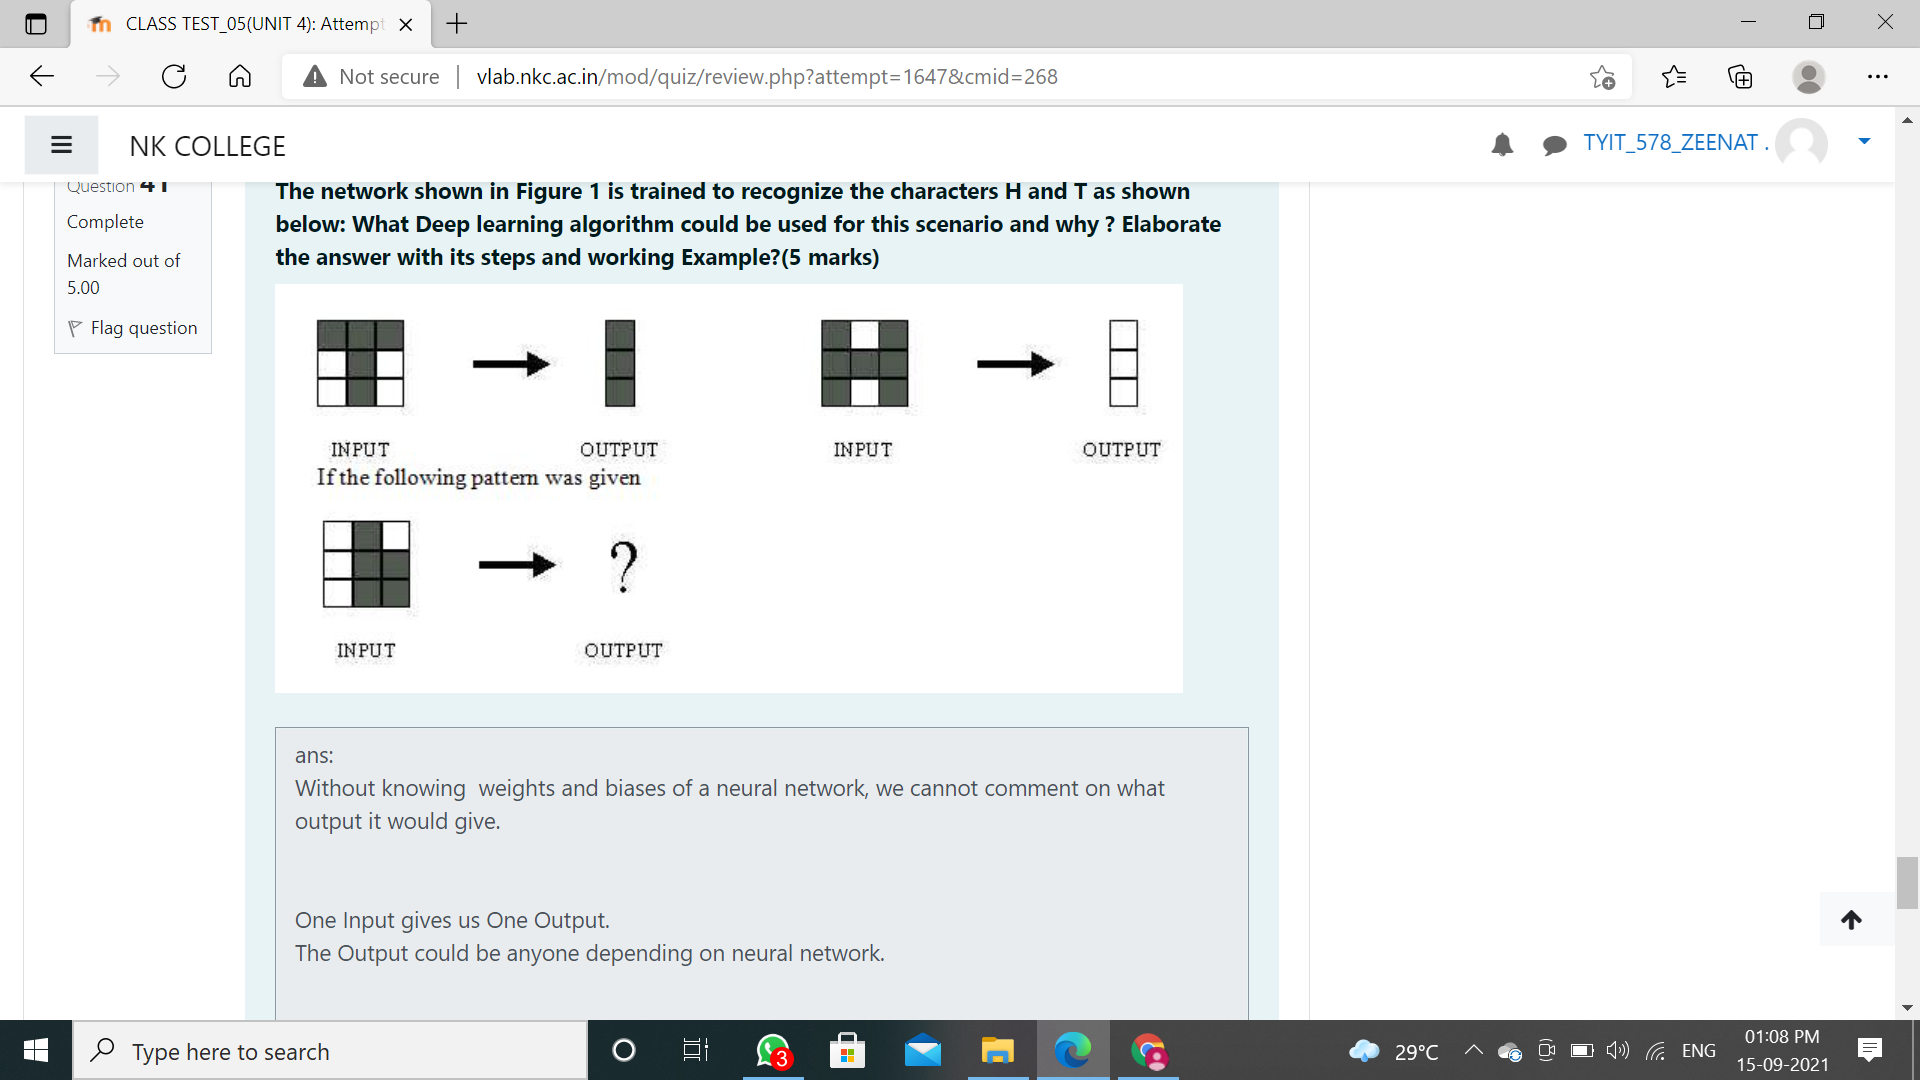 CLASS TEST_05(UNIT 4): Attempt
Not secure
vlab.nkc.ac.in/mod/quiz/review.php?attempt=1647&cmid=268
NK COLLEGE
TYIT_578_ZEENAT .
Question 41
Complete
Marked out of
5.00
Flag question
The network shown in Figure 1 is trained to recognize the characters H and T as shown
below: What Deep learning algorithm could be used for this scenario and why ? Elaborate
the answer with its steps and working Example?(5 marks)
INPUT OUTPUT INPUT OUTPUT
If the following pattern was given
?
INPUT OUTPUT
ans:
Without knowing weights and biases of a neural network, we cannot comment on what
output it would give.
One Input gives us One Output.
The Output could be anyone depending on neural network.
Type here to search
3
29°C
ENG
01:08 PM
15-09-2021